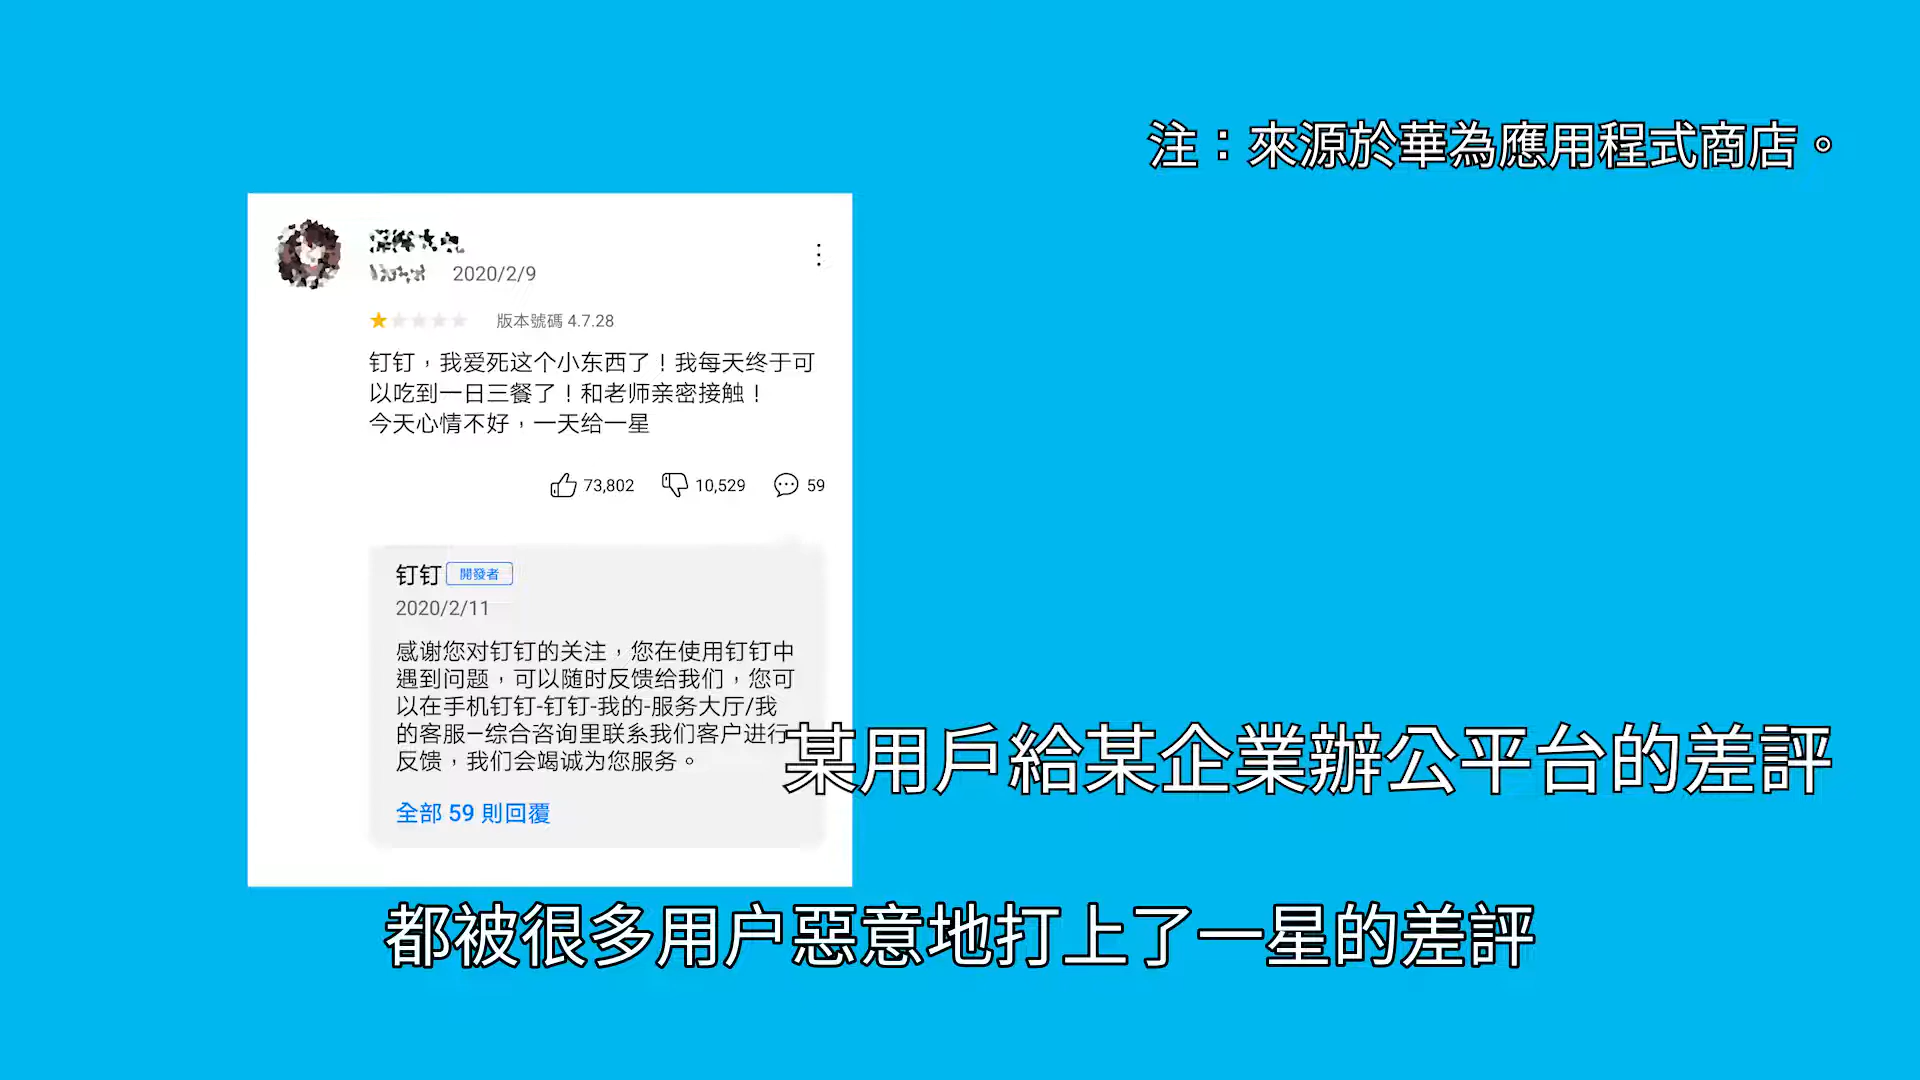 注：來源於華為應用程式商店。
2020/2/9
版本號碼 4.7.28
钉钉，我爱死这个小东西了！我每天终于可
以吃到一日三餐了！和老师亲密接触！
今天心情不好，一天给一星
73,802 10,529 59
钉钉 開發者
2020/2/11
感谢您对钉钉的关注，您在使用钉钉中
遇到问题，可以随时反馈给我们，您可
以在手机钉钉-钉钉-我的-服务大厅/我
的客服—综合咨询里联系我们客户进行
反馈，我们会竭诚为您服务。
全部 59 則回覆
某用戶給某企業辦公平台的差評
都被很多用户惡意地打上了一星的差評